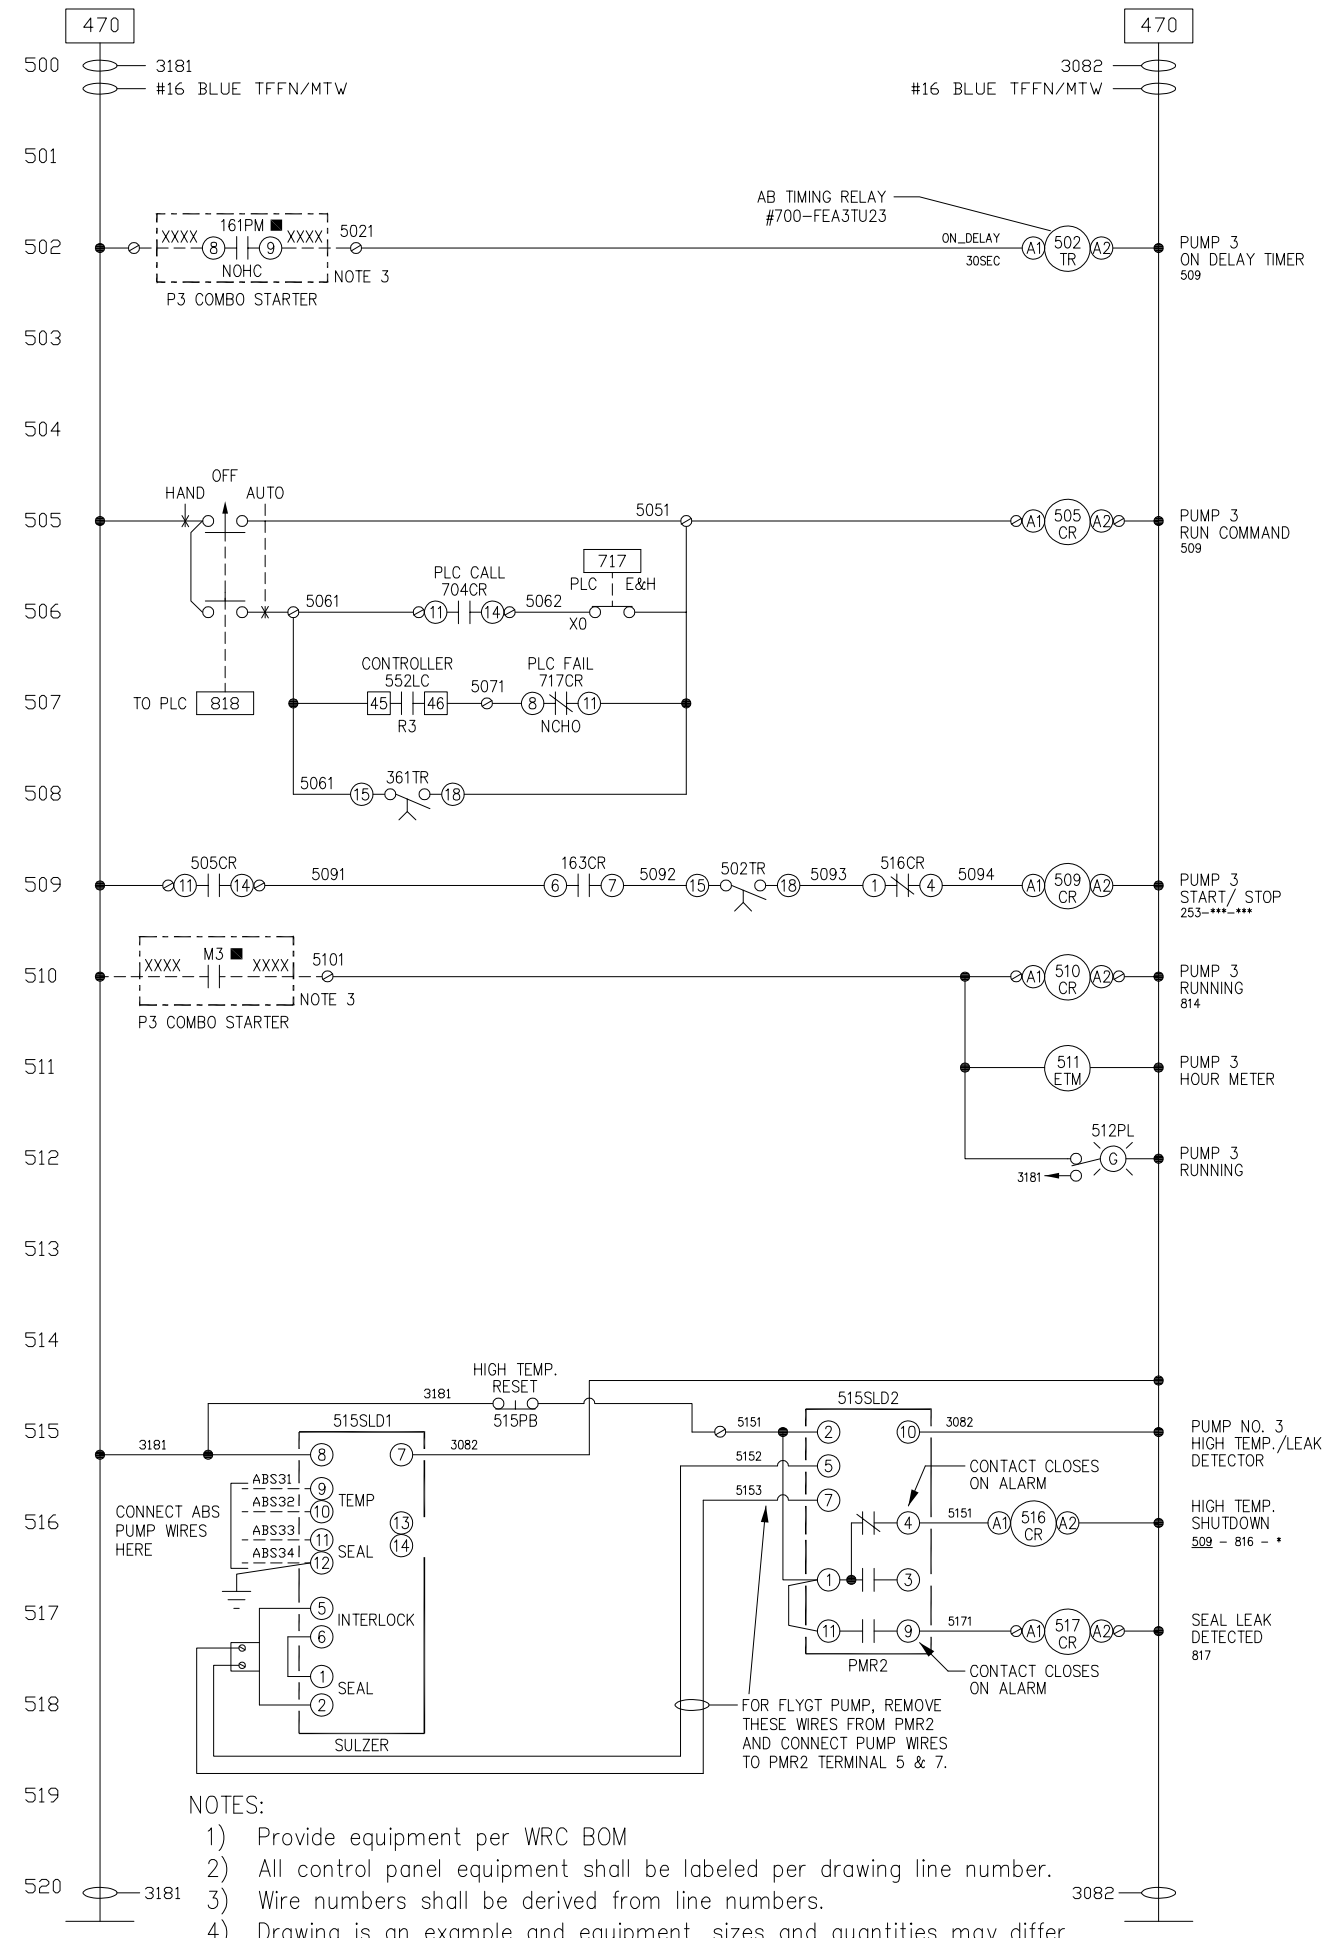 470 470
500 3181 3082
#16 BLUE TFFN/MTW #16 BLUE TFFN/MTW
501
AB TIMING RELAY
#700-FEA3TU23
502 XXXX 161PM XXXX 5021
8 9
NOHC
NOTE 3
P3 COMBO STARTER
ON_DELAY
30SEC
A1 502 TR A2
PUMP 3
ON DELAY TIMER
509
503
504
OFF
HAND AUTO
505 5051 A1 505 CR A2
PUMP 3
RUN COMMAND
509
717
PLC E&H
PLC CALL
704CR
506 5061 11 14 5062 XO
CONTROLLER
552LC
PLC FAIL
717CR
507 TO PLC 818 45 46 5071 8 11
R3 NCHO
508 5061 15 361TR 18
509 11 505CR 14 5091 6 163CR 7 5092 15 502TR 18 5093 1 516CR 4 5094 A1 509 CR A2
PUMP 3
START/ STOP
253-***-***
510 XXXX M3 XXXX 5101
NOTE 3
P3 COMBO STARTER
A1 510 CR A2
PUMP 3
RUNNING
814
511 511 ETM
PUMP 3
HOUR METER
512 512PL
G
3181
PUMP 3
RUNNING
513
514
HIGH TEMP.
RESET
3181
515PB
515 515SLD1 515SLD2
3181 8 7 3082
5151 2 10 3082
PUMP NO. 3
HIGH TEMP./LEAK
DETECTOR
5152 5
5153 7
CONTACT CLOSES
ON ALARM
CONNECT ABS
PUMP WIRES
HERE
ABS31 9
TEMP
ABS32 10
516 ABS33 11
SEAL
ABS34 12
13
14
4 5151 A1 516 CR A2
HIGH TEMP.
SHUTDOWN
509 - 816 - *
1 3
517 5
INTERLOCK
6
11 9 5171 A1 517 CR A2
SEAL LEAK
DETECTED
817
PMR2
CONTACT CLOSES
ON ALARM
1
SEAL
518 2
SULZER
FOR FLYGT PUMP, REMOVE
THESE WIRES FROM PMR2
AND CONNECT PUMP WIRES
TO PMR2 TERMINAL 5 & 7.
519
NOTES:
1) Provide equipment per WRC BOM
2) All control panel equipment shall be labeled per drawing line number.
520 3181 3082
3) Wire numbers shall be derived from line numbers.
4) Drawing is an example and equipment, sizes and quantities may differ